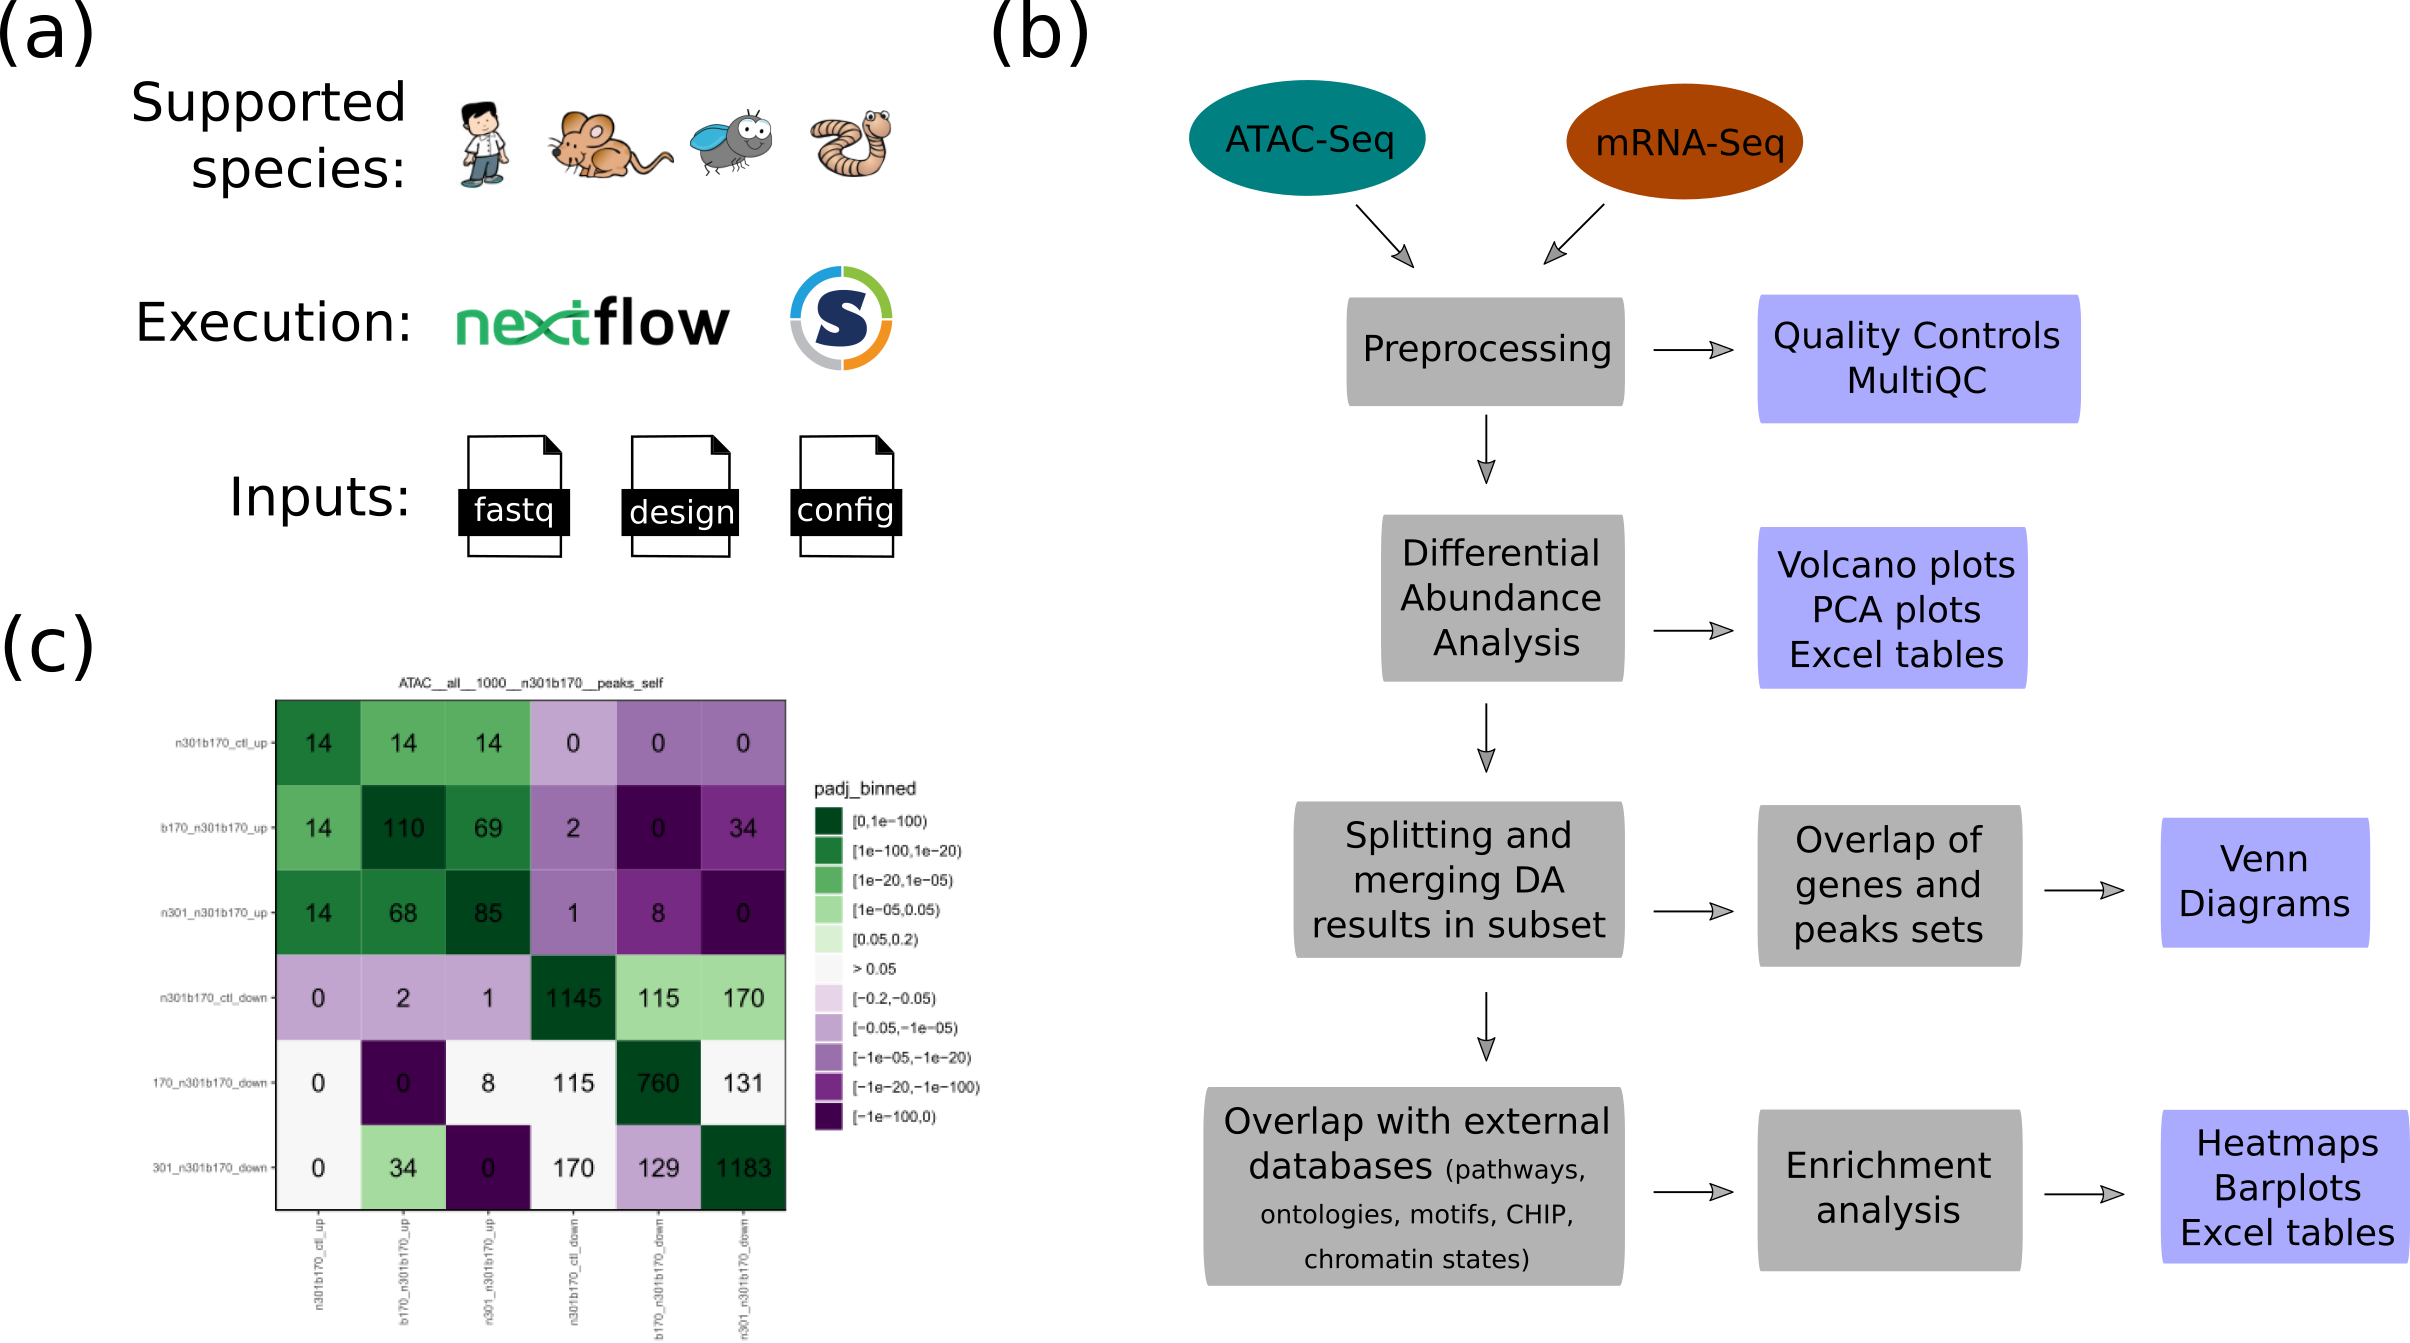 (a)
Supported
species:
Execution:
nextflow
S
Inputs:
fastq
design
config
(b)
ATAC-Seq
mRNA-Seq
Preprocessing
Quality Controls
MultiQC
Differential
Abundance
Analysis
Volcano plots
PCA plots
Excel tables
Splitting and
merging DA
results in subset
Overlap of
genes and
peaks sets
Venn
Diagrams
Overlap with external
databases (pathways,
ontologies, motifs, CHIP,
chromatin states)
Enrichment
analysis
Heatmaps
Barplots
Excel tables
(c)
ATAC__all__1000__n301b170__peaks_self
n301b170_ctl_up 14 14 14 0 0 0
b170_n301b170_up 14 110 69 2 0 34
n301_n301b170_up 14 68 85 1 8 0
n301b170_ctl_down 0 2 1 1145 115 170
170_n301b170_down 0 0 8 115 760 131
301_n301b170_down 0 34 0 170 129 1183
n301b170_ctl_up
b170_n301b170_up
n301_n301b170_up
n301b170_ctl_down
b170_n301b170_down
n301_n301b170_down
padj_binned
[0,1e−100)
[1e−100,1e−20)
[1e−20,1e−05)
[1e−05,0.05)
[0.05,0.2)
> 0.05
[−0.2,−0.05)
[−0.05,−1e−05)
[−1e−05,−1e−20)
[−1e−20,−1e−100)
[−1e−100,0)